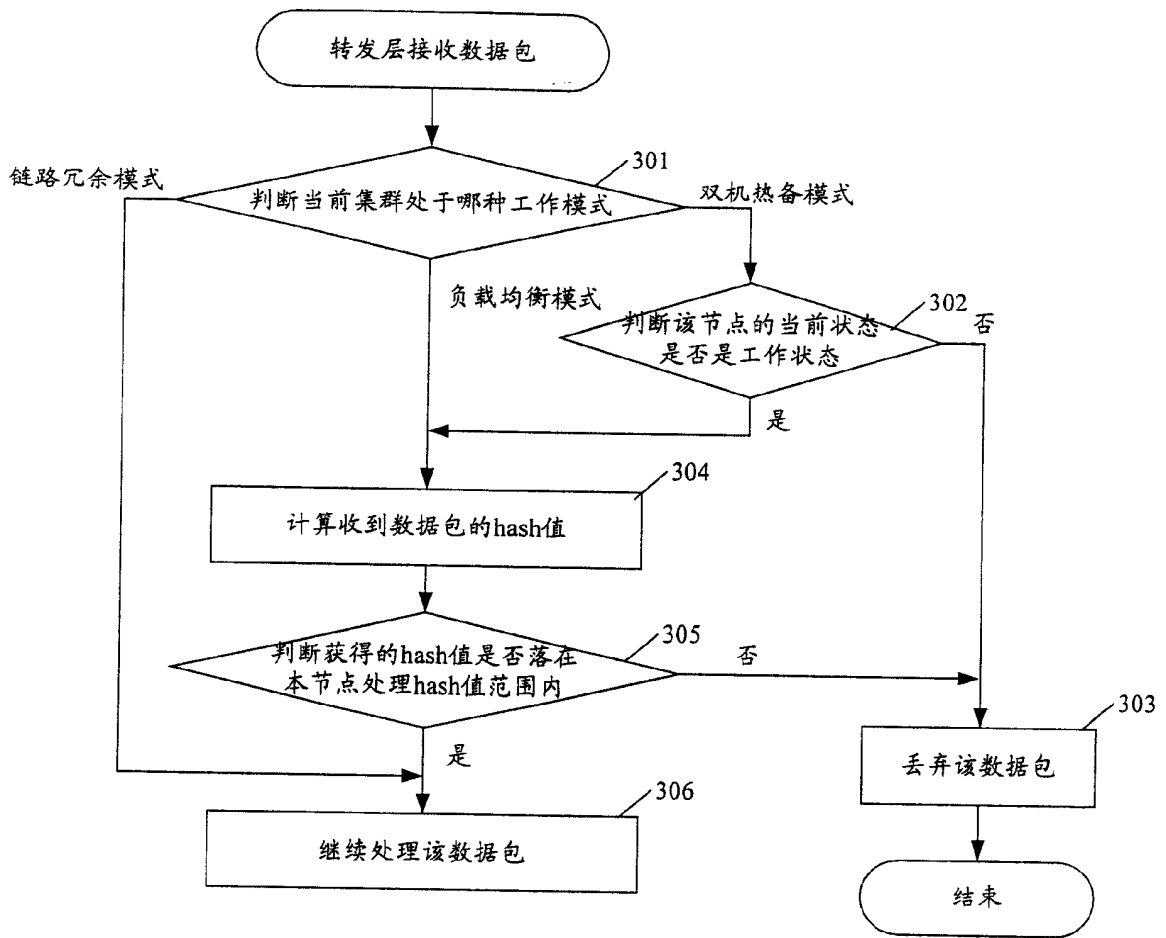 转发层接收数据包
301
链路冗余模式
判断当前集群处于哪种工作模式
双机热备模式
负载均衡模式
302
判断该节点的当前状态
是否是工作状态
否
是
304
计算收到数据包的hash值
305
判断获得的hash值是否落在
本节点处理hash值范围内
否
是
303
丢弃该数据包
306
继续处理该数据包
结束